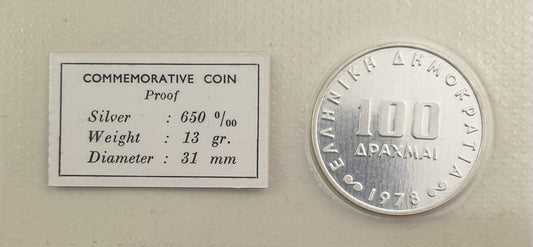 COMMEMORATIVE COIN
Proof
Silver : 650 ‰
Weight : 13 gr.
Diameter : 31 mm
ΕΛΛΗΝΙΚΗ ΔΗΜΟΚΡΑΤΙΑ
100
ΔΡΑΧΜΑΙ
1978